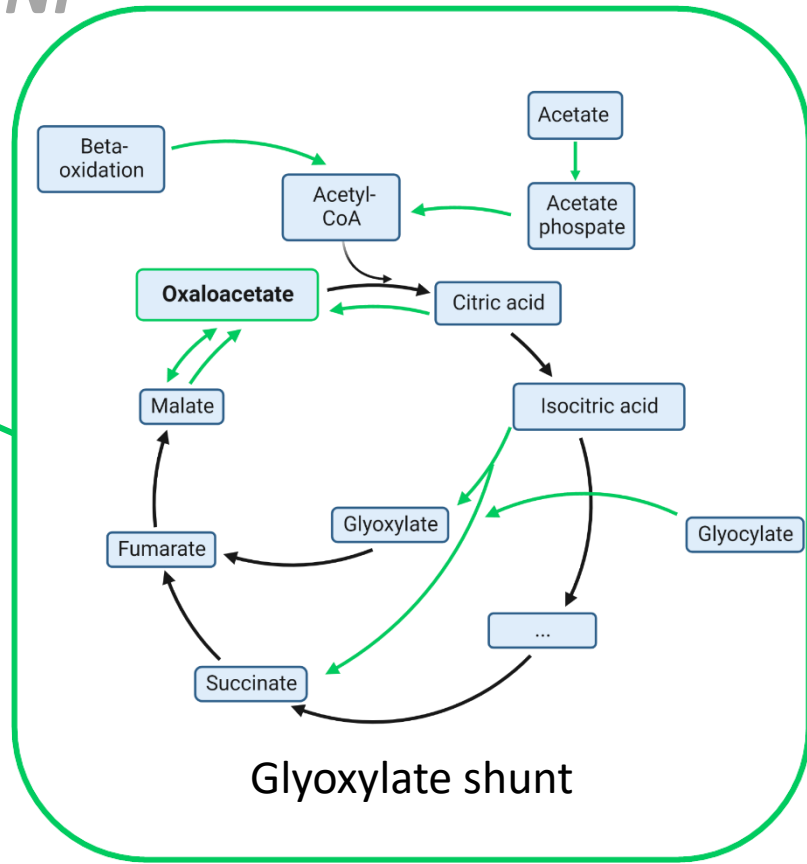 Acetate
Beta-
oxidation
Acetyl-
CoA
Acetate
phospate
Oxaloacetate
Citric acid
Malate
Isocitric acid
Glyoxylate
Glyocylate
Fumarate
...
Succinate
Glyoxylate shunt